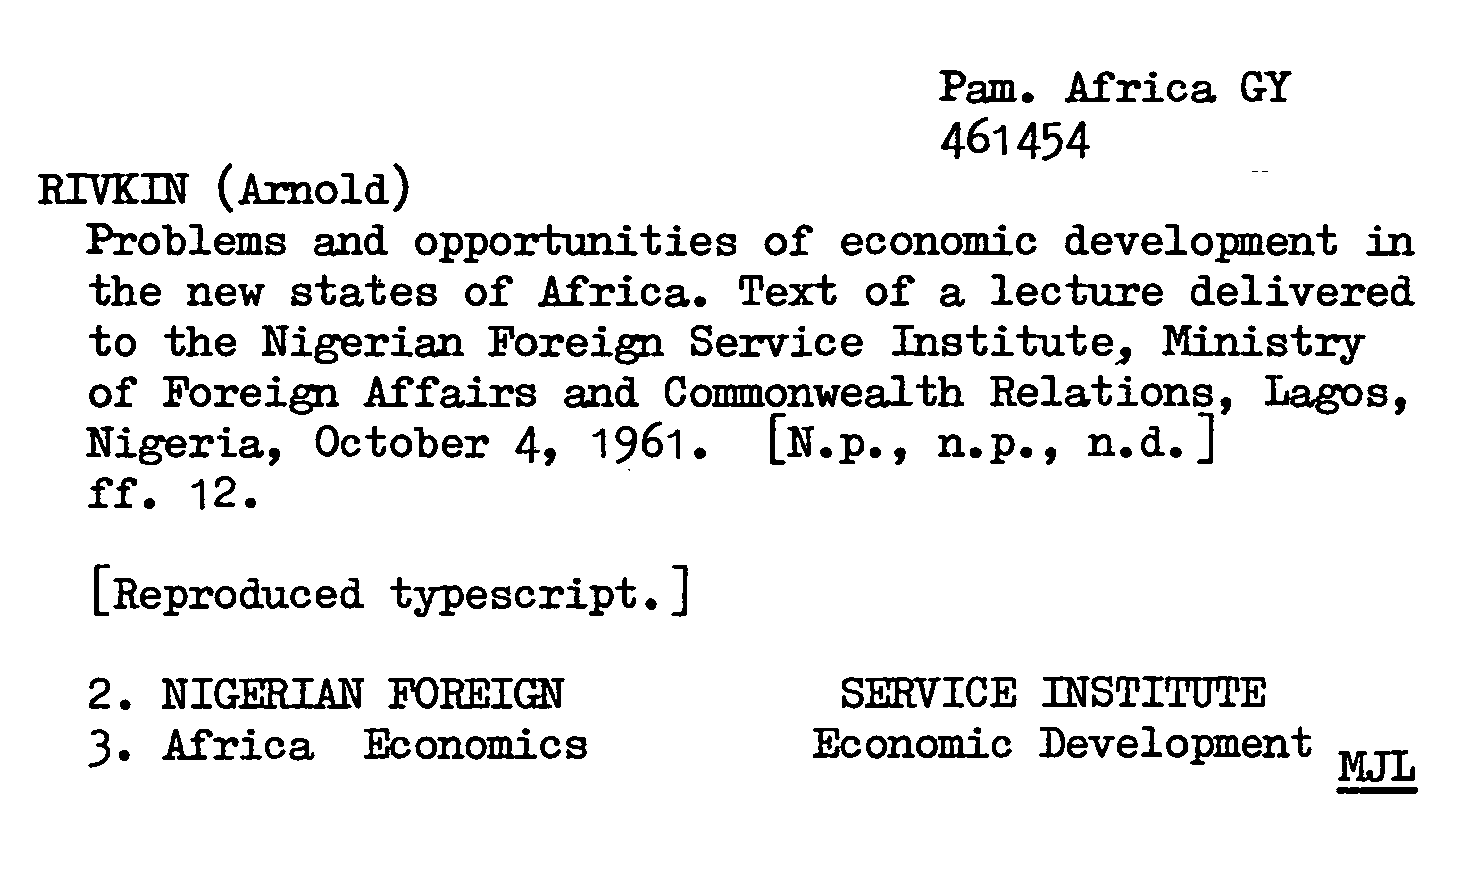 Pam. Africa GY
461454
RIVKIN (Arnold)
Problems and opportunities of economic development in
the new states of Africa. Text of a lecture delivered
to the Nigerian Foreign Service Institute, Ministry
of Foreign Affairs and Commonwealth Relations, Lagos,
Nigeria, October 4, 1961. [N.p., n.p., n.d.]
ff. 12.
[Reproduced typescript.]
2. NIGERIAN FOREIGN SERVICE INSTITUTE
3. Africa Economics Economic Development
MJL